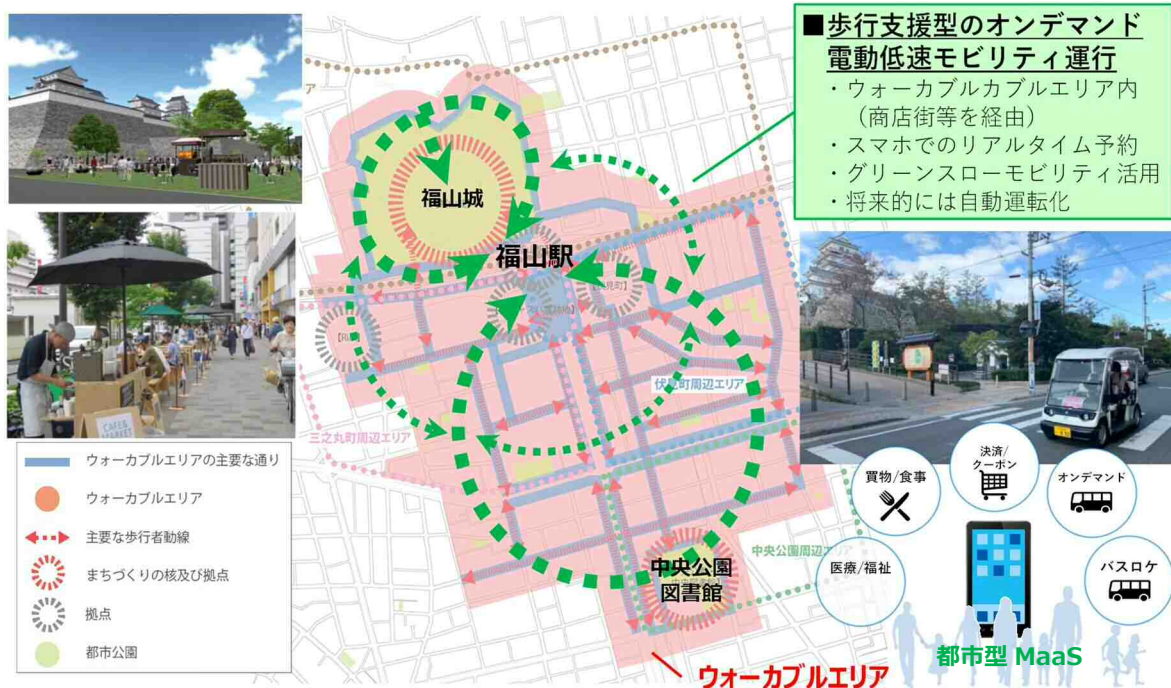 ■歩行支援型のオンデマンド
電動低速モビリティ運行
・ウォーカブルカブルエリア内
（商店街等を経由）
・スマホでのリアルタイム予約
・グリーンスローモビリティ活用
・将来的には自動運転化
福山城
福山駅
伏見町周辺エリア
三之丸町周辺エリア
中央公園周辺エリア
中央公園
図書館
ウォーカブルエリア
CAFE&
MARKET
ウォーカブルエリアの主要な通り
ウォーカブルエリア
主要な歩行者動線
まちづくりの核及び拠点
拠点
都市公園
買物/食事
決済/
クーポン
オンデマンド
医療/福祉
バスロケ
都市型 MaaS